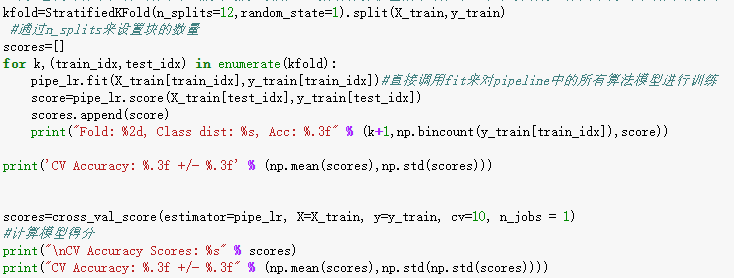 kfold=StratifiedKFold(n_splits=12,random_state=1).split(X_train,y_train)
#通过n_splits来设置块的数量
scores=[]
for k,(train_idx,test_idx) in enumerate(kfold):
    pipe_lr.fit(X_train[train_idx],y_train[train_idx])#直接调用fit来对pipeline中的所有算法模型进行训练
    score=pipe_lr.score(X_train[test_idx],y_train[test_idx])
    scores.append(score)
    print("Fold: %2d, Class dist: %s, Acc: %.3f" % (k+1,np.bincount(y_train[train_idx]),score))
print('CV Accuracy: %.3f +/- %.3f' % (np.mean(scores),np.std(scores)))
scores=cross_val_score(estimator=pipe_lr, X=X_train, y=y_train, cv=10, n_jobs = 1)
#计算模型得分
print("\nCV Accuracy Scores: %s" % scores)
print("CV Accuracy: %.3f +/- %.3f" % (np.mean(scores),np.std(np.std(scores))))